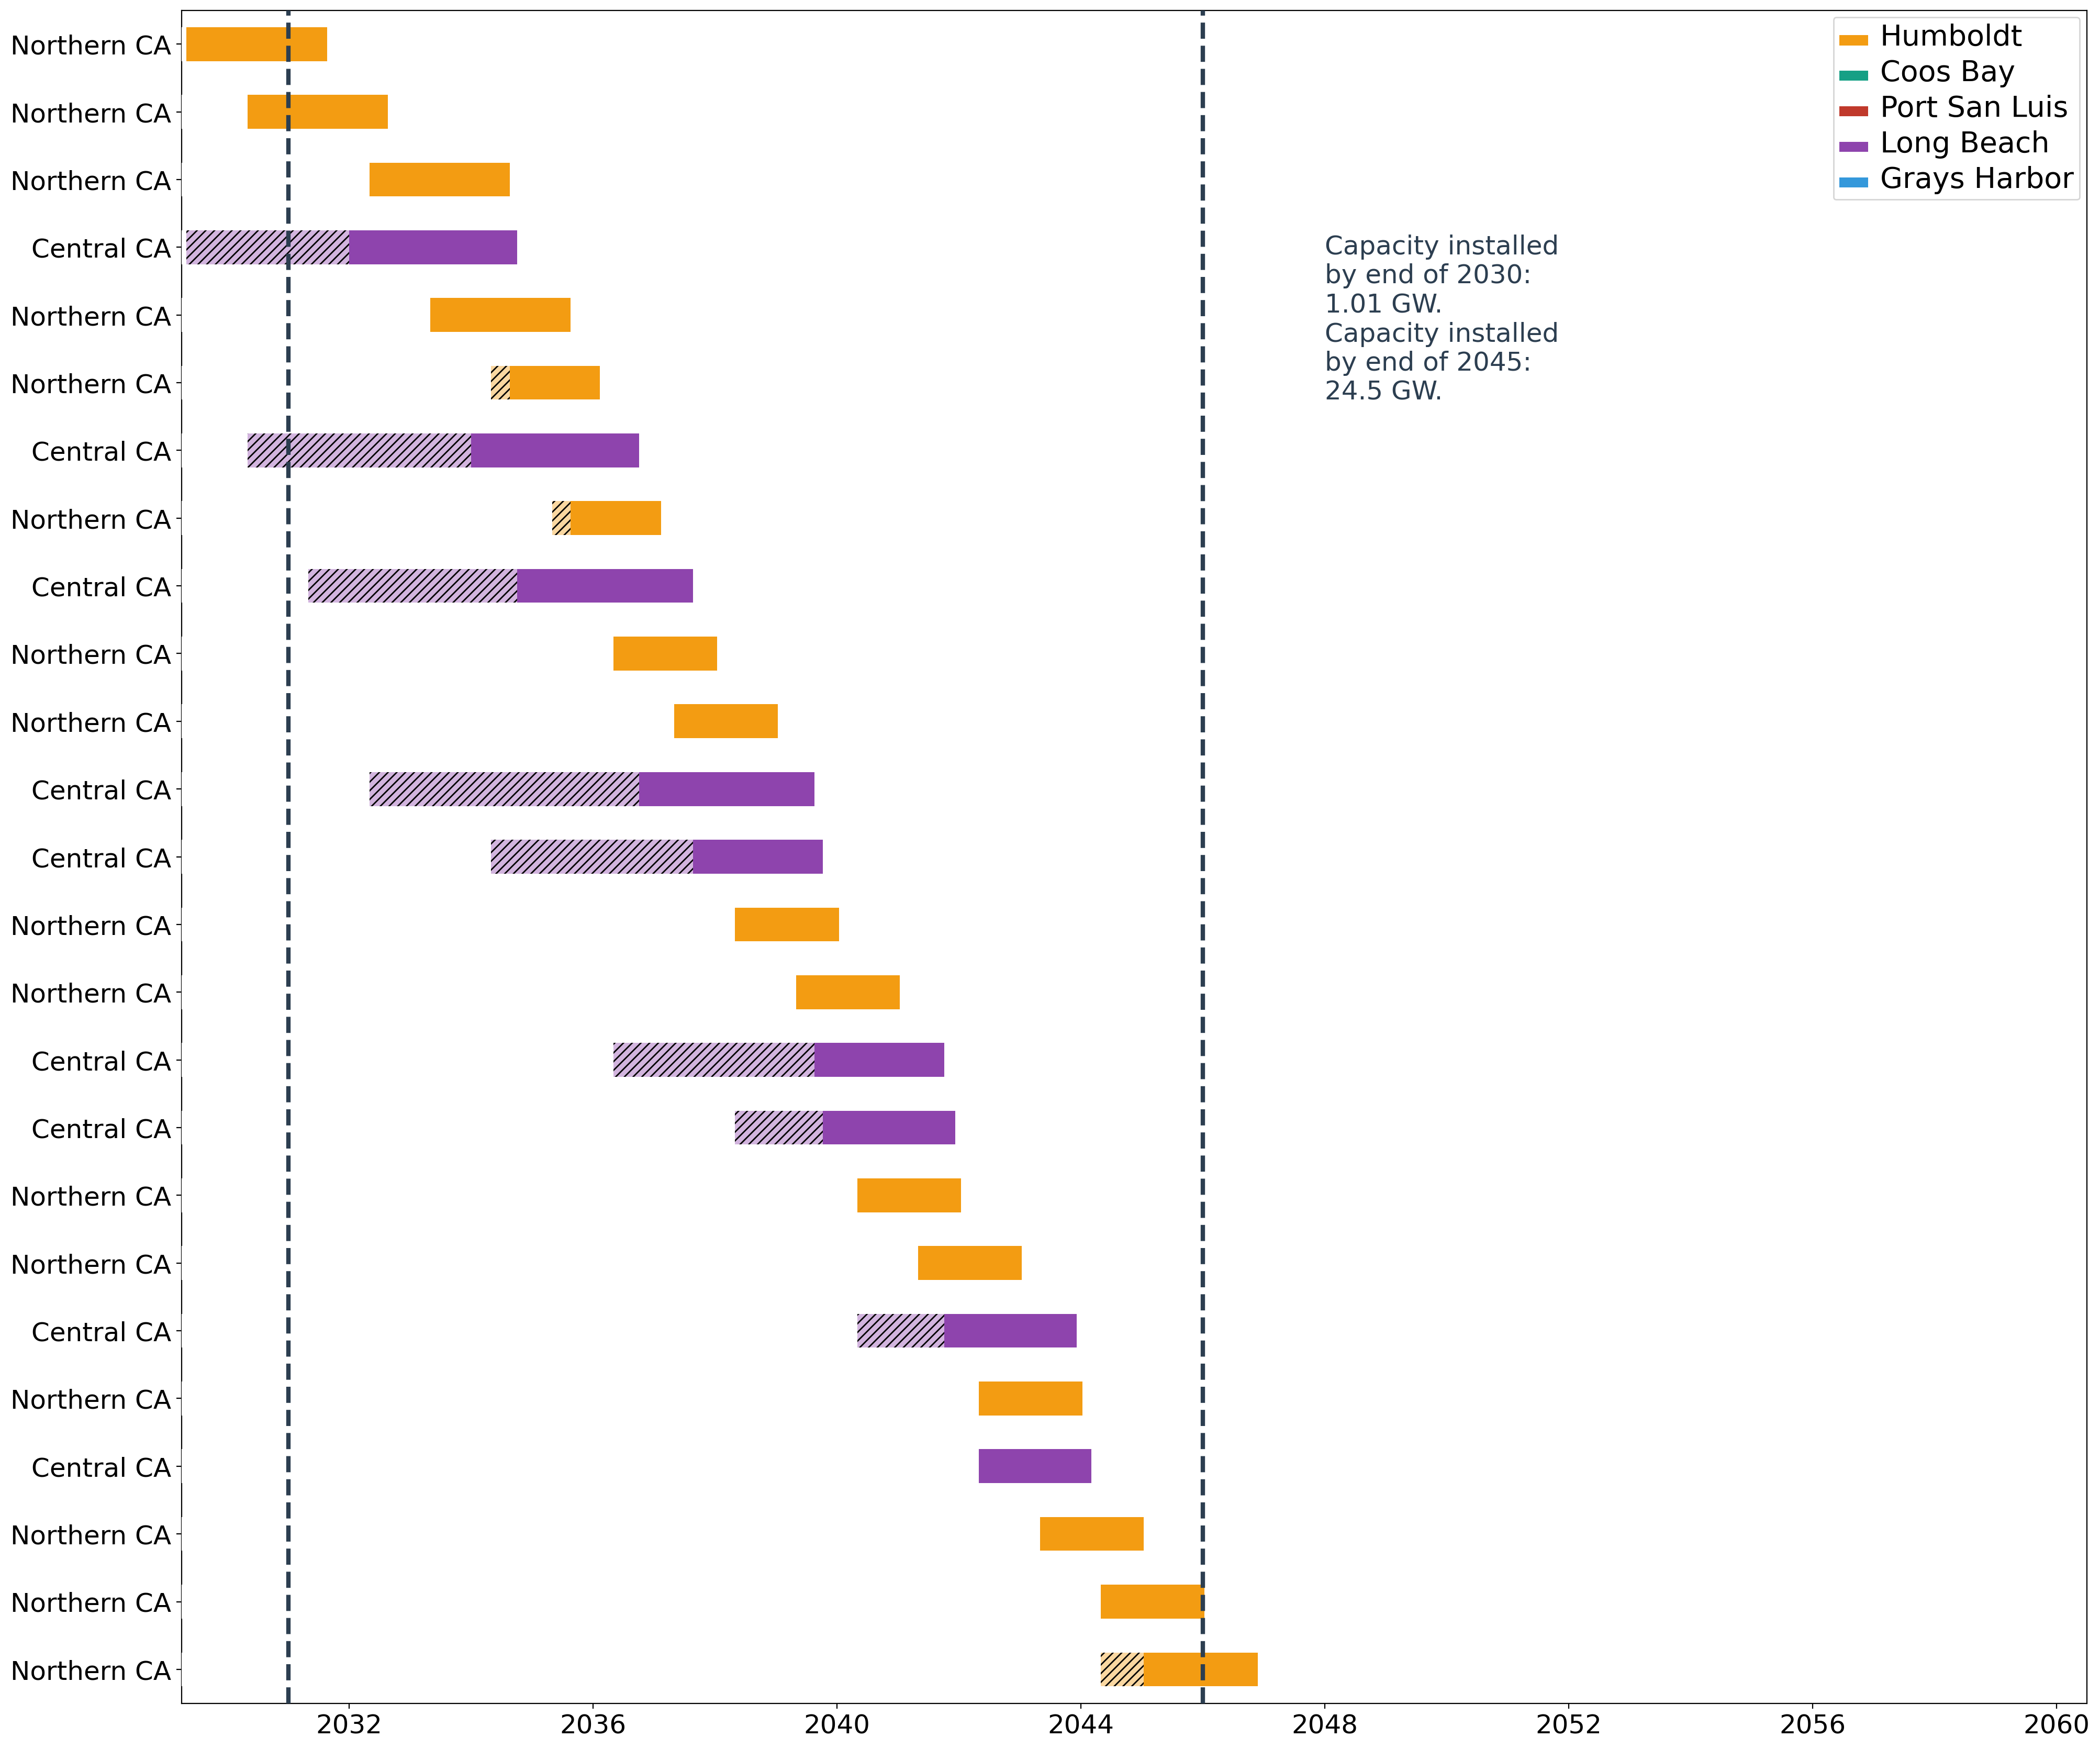 Northern CA
Northern CA
Northern CA
Central CA
Northern CA
Northern CA
Central CA
Northern CA
Central CA
Northern CA
Northern CA
Central CA
Central CA
Northern CA
Northern CA
Central CA
Central CA
Northern CA
Northern CA
Central CA
Northern CA
Central CA
Northern CA
Northern CA
Northern CA
Humboldt
Coos Bay
Port San Luis
Long Beach
Grays Harbor
Capacity installed
by end of 2030:
1.01 GW.
Capacity installed
by end of 2045:
24.5 GW.
2032 2036 2040 2044 2048 2052 2056 2060